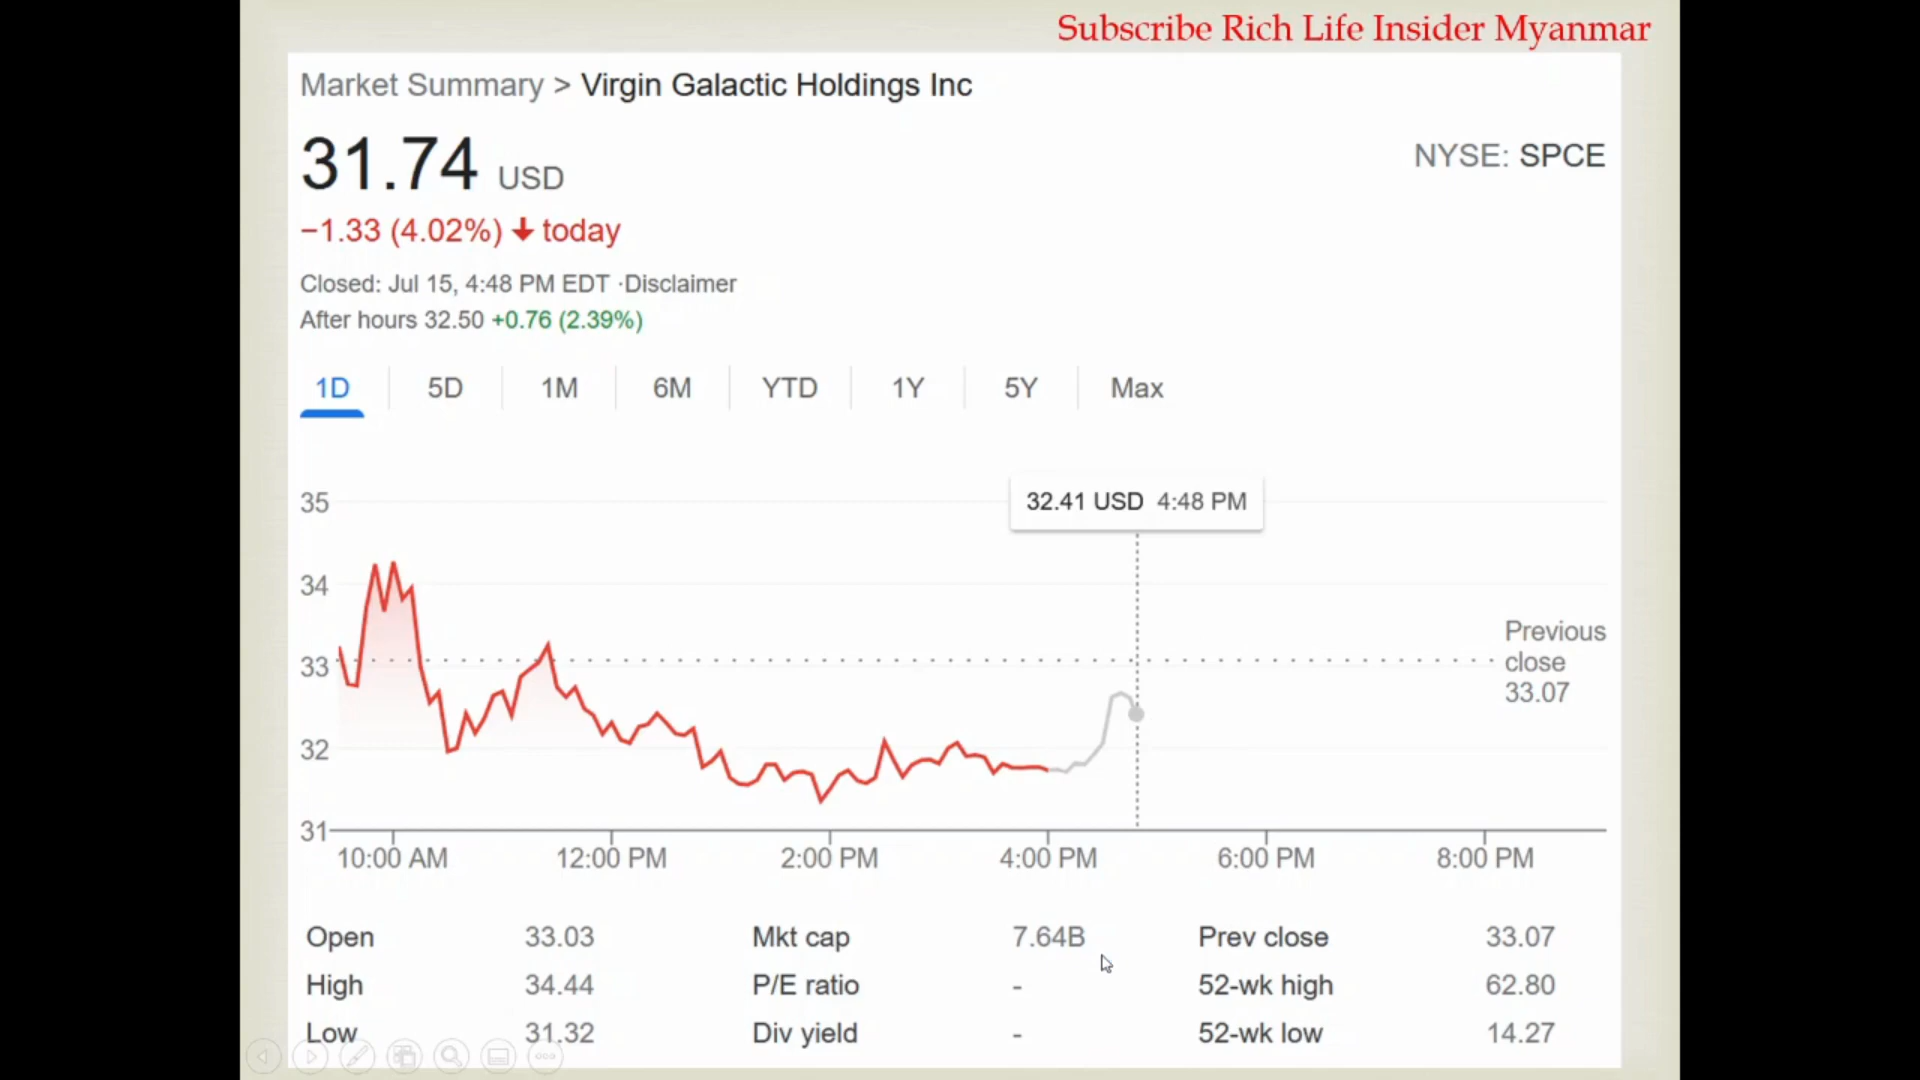 Subscribe Rich Life Insider Myanmar
Market Summary > Virgin Galactic Holdings Inc
31.74 USD
NYSE: SPCE
−1.33 (4.02%) ↓ today
Closed: Jul 15, 4:48 PM EDT ·Disclaimer
After hours 32.50 +0.76 (2.39%)
1D 5D 1M 6M YTD 1Y 5Y Max
32.41 USD 4:48 PM
35
34
33
32
31
Previous
close
33.07
10:00 AM 12:00 PM 2:00 PM 4:00 PM 6:00 PM 8:00 PM
Open 33.03 Mkt cap 7.64B Prev close 33.07
High 34.44 P/E ratio - 52-wk high 62.80
Low 31.32 Div yield - 52-wk low 14.27